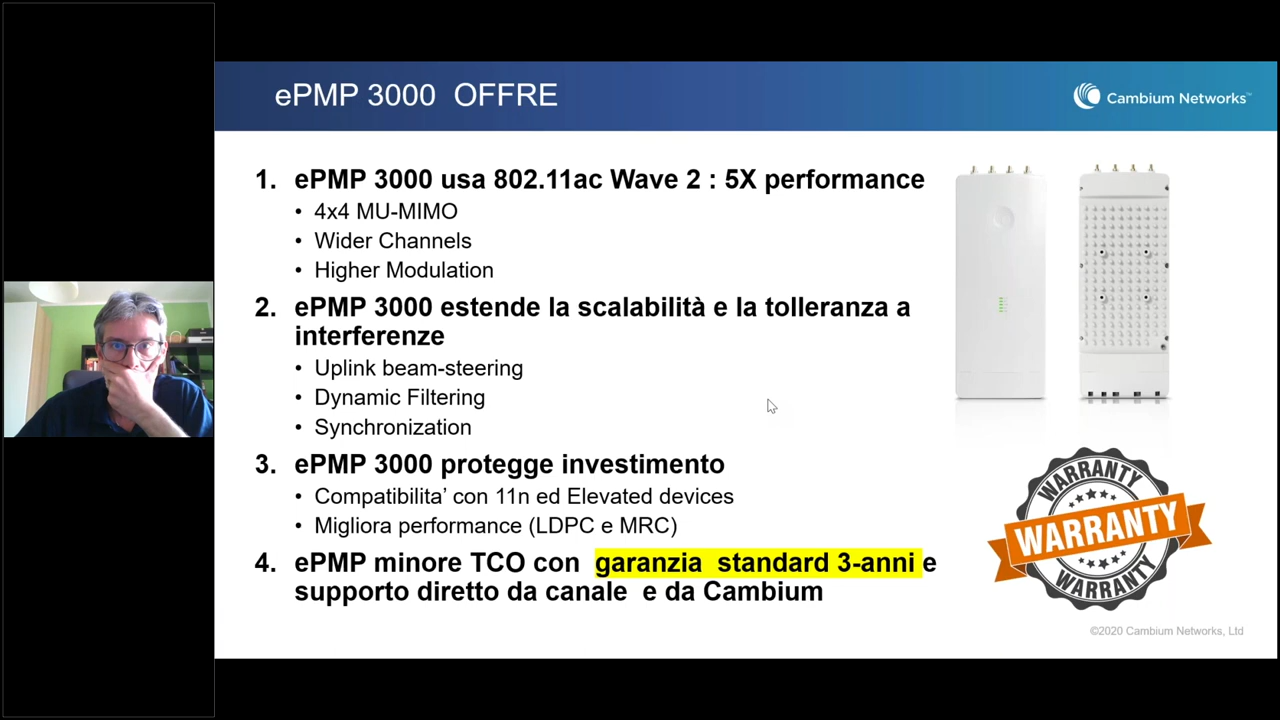 ePMP 3000 OFFRE
Cambium Networks™
1. ePMP 3000 usa 802.11ac Wave 2 : 5X performance
• 4x4 MU-MIMO
• Wider Channels
• Higher Modulation
2. ePMP 3000 estende la scalabilità e la tolleranza a
interferenze
• Uplink beam-steering
• Dynamic Filtering
• Synchronization
3. ePMP 3000 protegge investimento
• Compatibilita’ con 11n ed Elevated devices
• Migliora performance (LDPC e MRC)
4. ePMP minore TCO con garanzia standard 3-anni e
supporto diretto da canale e da Cambium
WARRANTY
WARRANTY
WARRANTY
©2020 Cambium Networks, Ltd